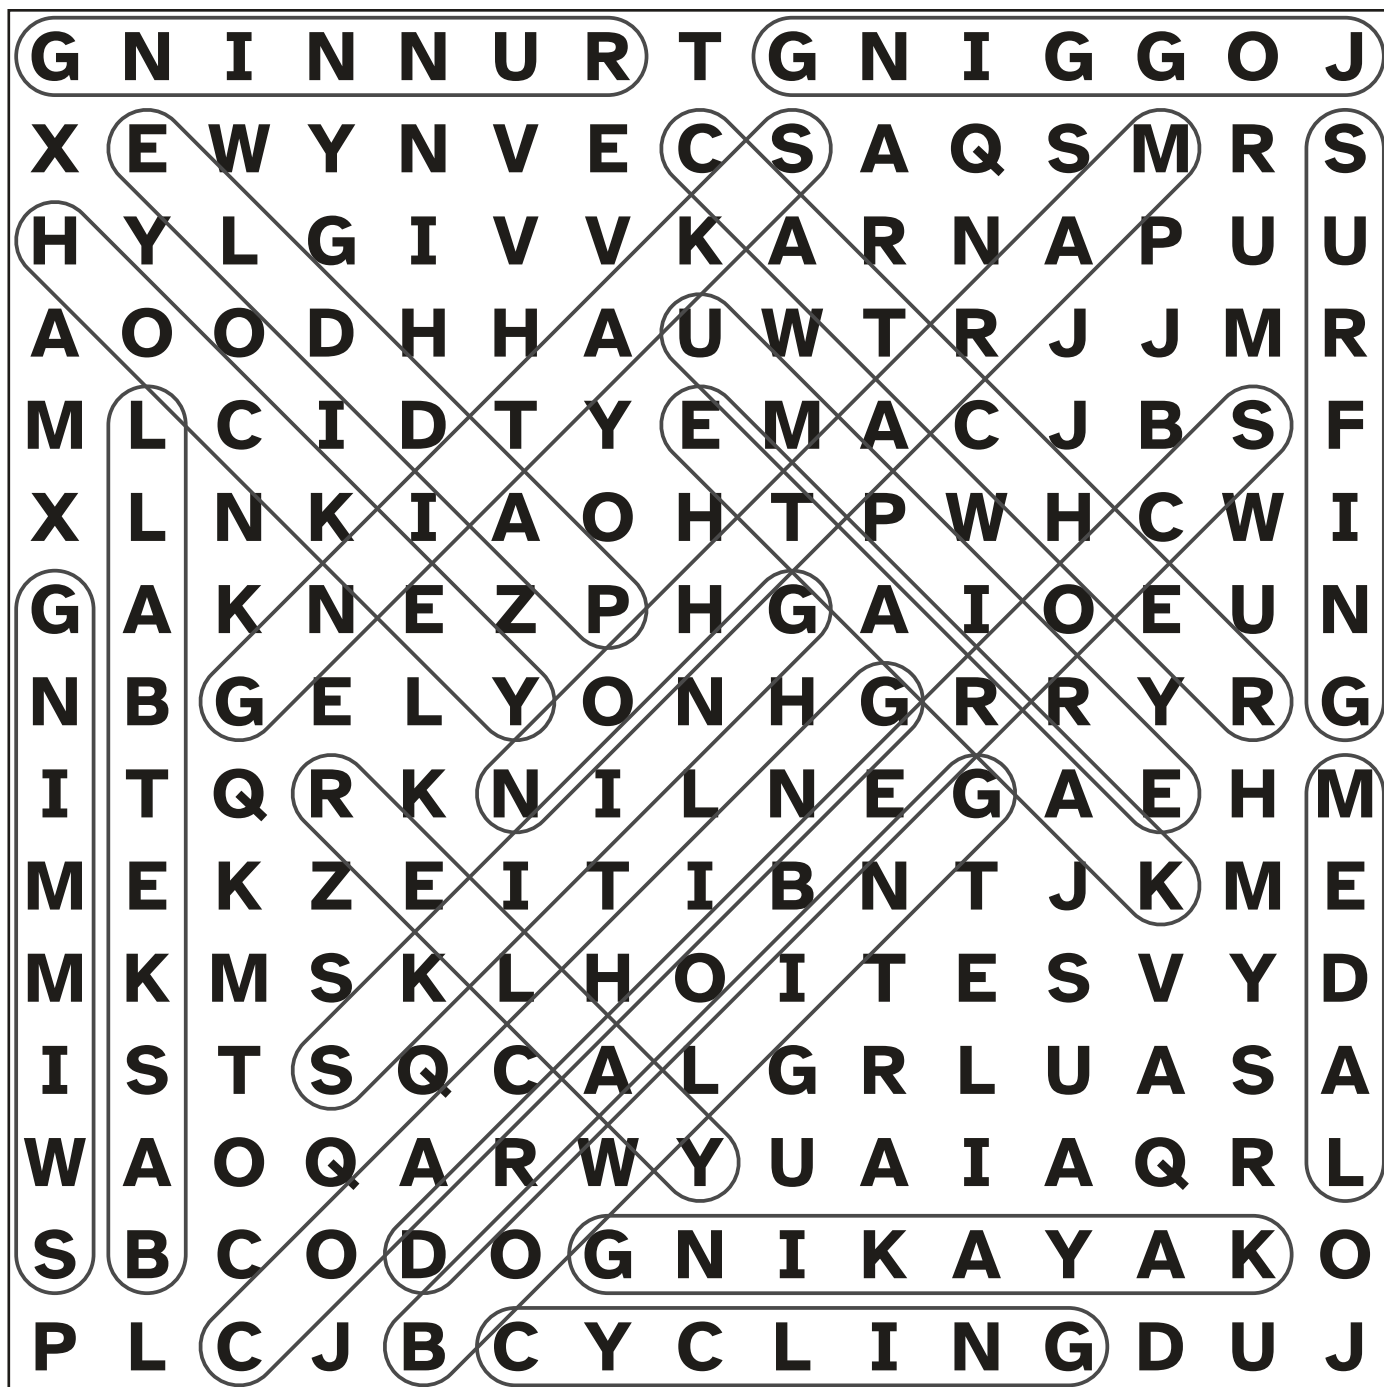 G N I N N U R T G N I G G O J
X E W Y N V E C S A Q S M R S
H Y L G I V V K A R N A P U U
A O O D H H A U W T R J J M R
M L C I D T Y E M A C J B S F
X L N K I A O H T P W H C W I
G A K N E Z P H G A I O E U N
N B G E L Y O N H G R R Y R G
I T Q R K N I L N E G A E H M
M E K Z E I T I B N T J K M E
M K M S K L H O I T E S V Y D
I S T S Q C A L G R L U A S A
W A O Q A R W Y U A I A Q R L
S B C O D O G N I K A Y A K O
P L C J B C Y C L I N G D U J